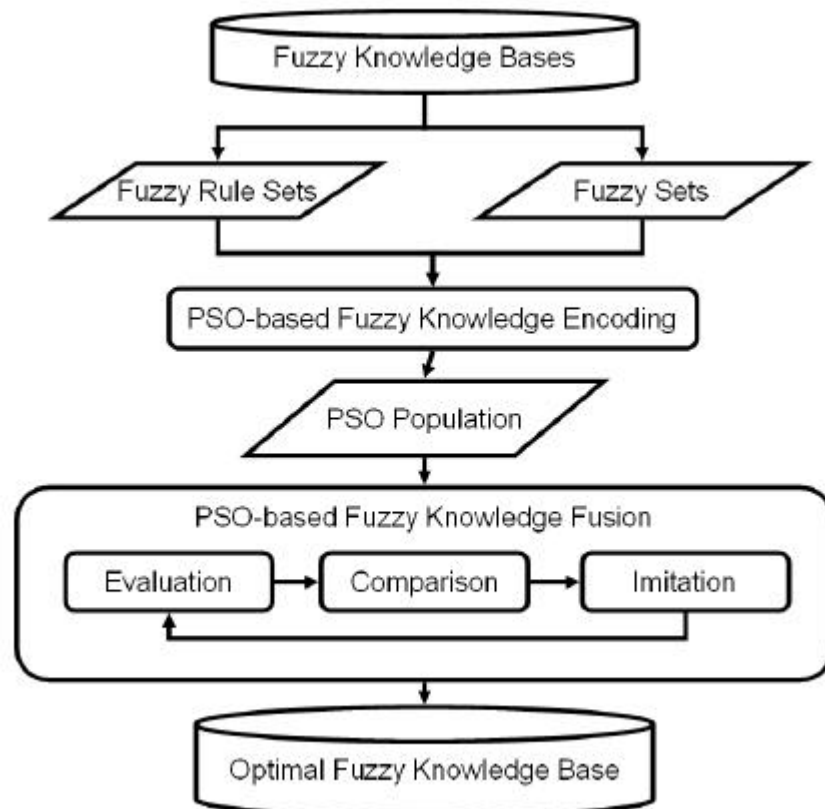 Fuzzy Knowledge Bases
Fuzzy Rule Sets
Fuzzy Sets
PSO-based Fuzzy Knowledge Encoding
PSO Population
PSO-based Fuzzy Knowledge Fusion
Evaluation
Comparison
Imitation
Optimal Fuzzy Knowledge Base